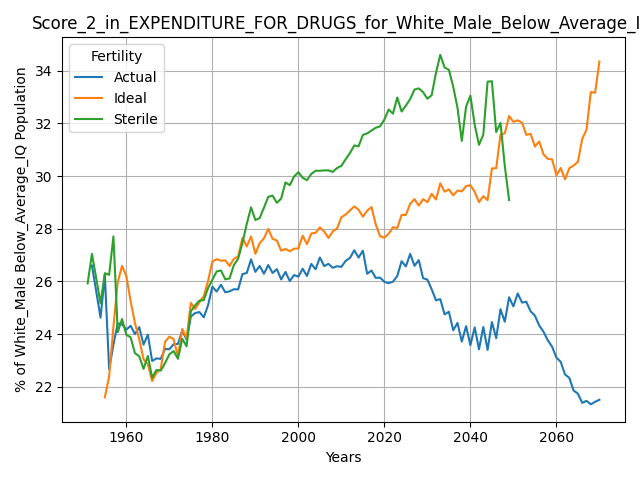 Score_2_in_EXPENDITURE_FOR_DRUGS_for_White_Male_Below_Average_I
Fertility
Actual
Ideal
Sterile
% of White_Male Below_Average_IQ Population
34
32
30
28
26
24
22
1960 1980 2000 2020 2040 2060
Years